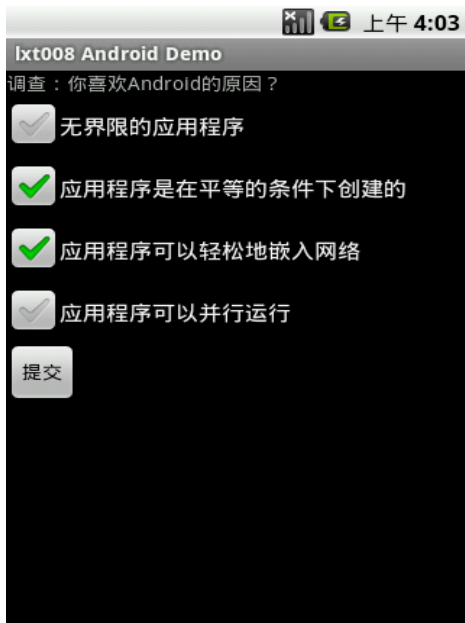 上午 4:03
lxt008 Android Demo
调查：你喜欢Android的原因？
无界限的应用程序
应用程序是在平等的条件下创建的
应用程序可以轻松地嵌入网络
应用程序可以并行运行
提交